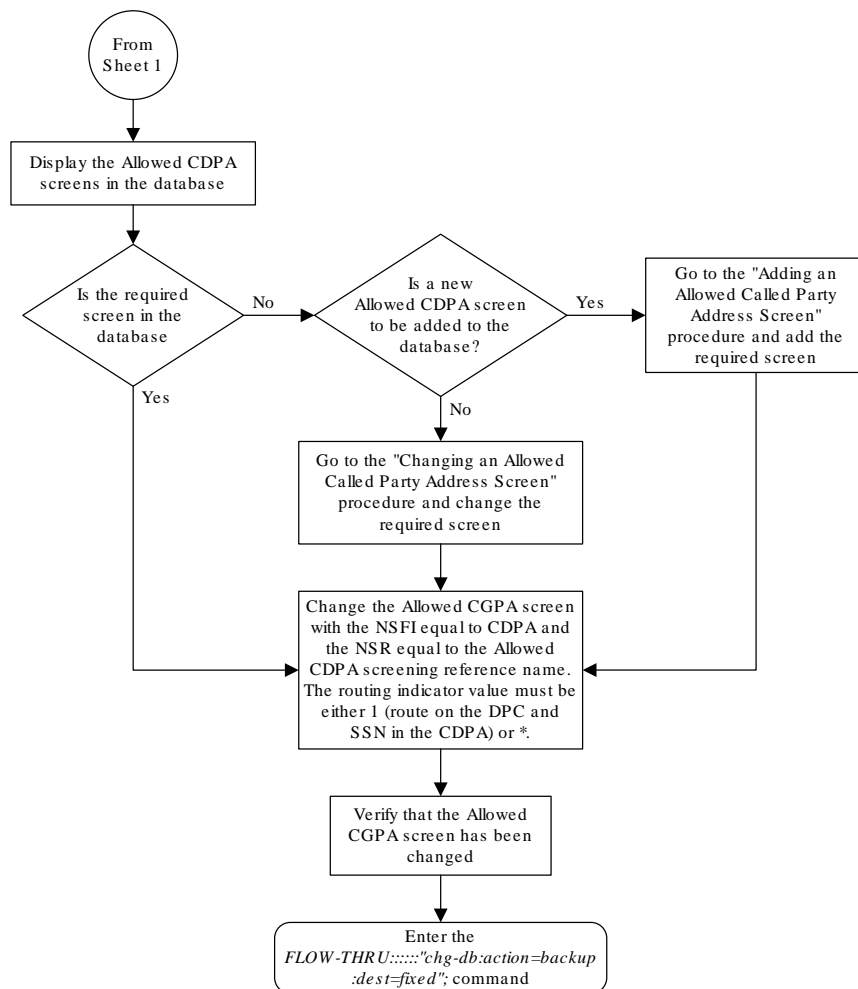 From
Sheet 1
Display the Allowed CDPA
screens in the database
Is the required
screen in the
database
No
Yes
Is a new
Allowed CDPA screen
to be added to the
database?
Yes
No
Go to the "Adding an
Allowed Called Party
Address Screen"
procedure and add the
required screen
Go to the "Changing an Allowed
Called Party Address Screen"
procedure and change the
required screen
Change the Allowed CGPA screen
with the NSFI equal to CDPA and
the NSR equal to the Allowed
CDPA screening reference name.
The routing indicator value must be
either 1 (route on the DPC and
SSN in the CDPA) or *.
Verify that the Allowed
CGPA screen has been
changed
Enter the
FLOW-THRU::::::"chg-db:action=backup
:dest=fixed"; command